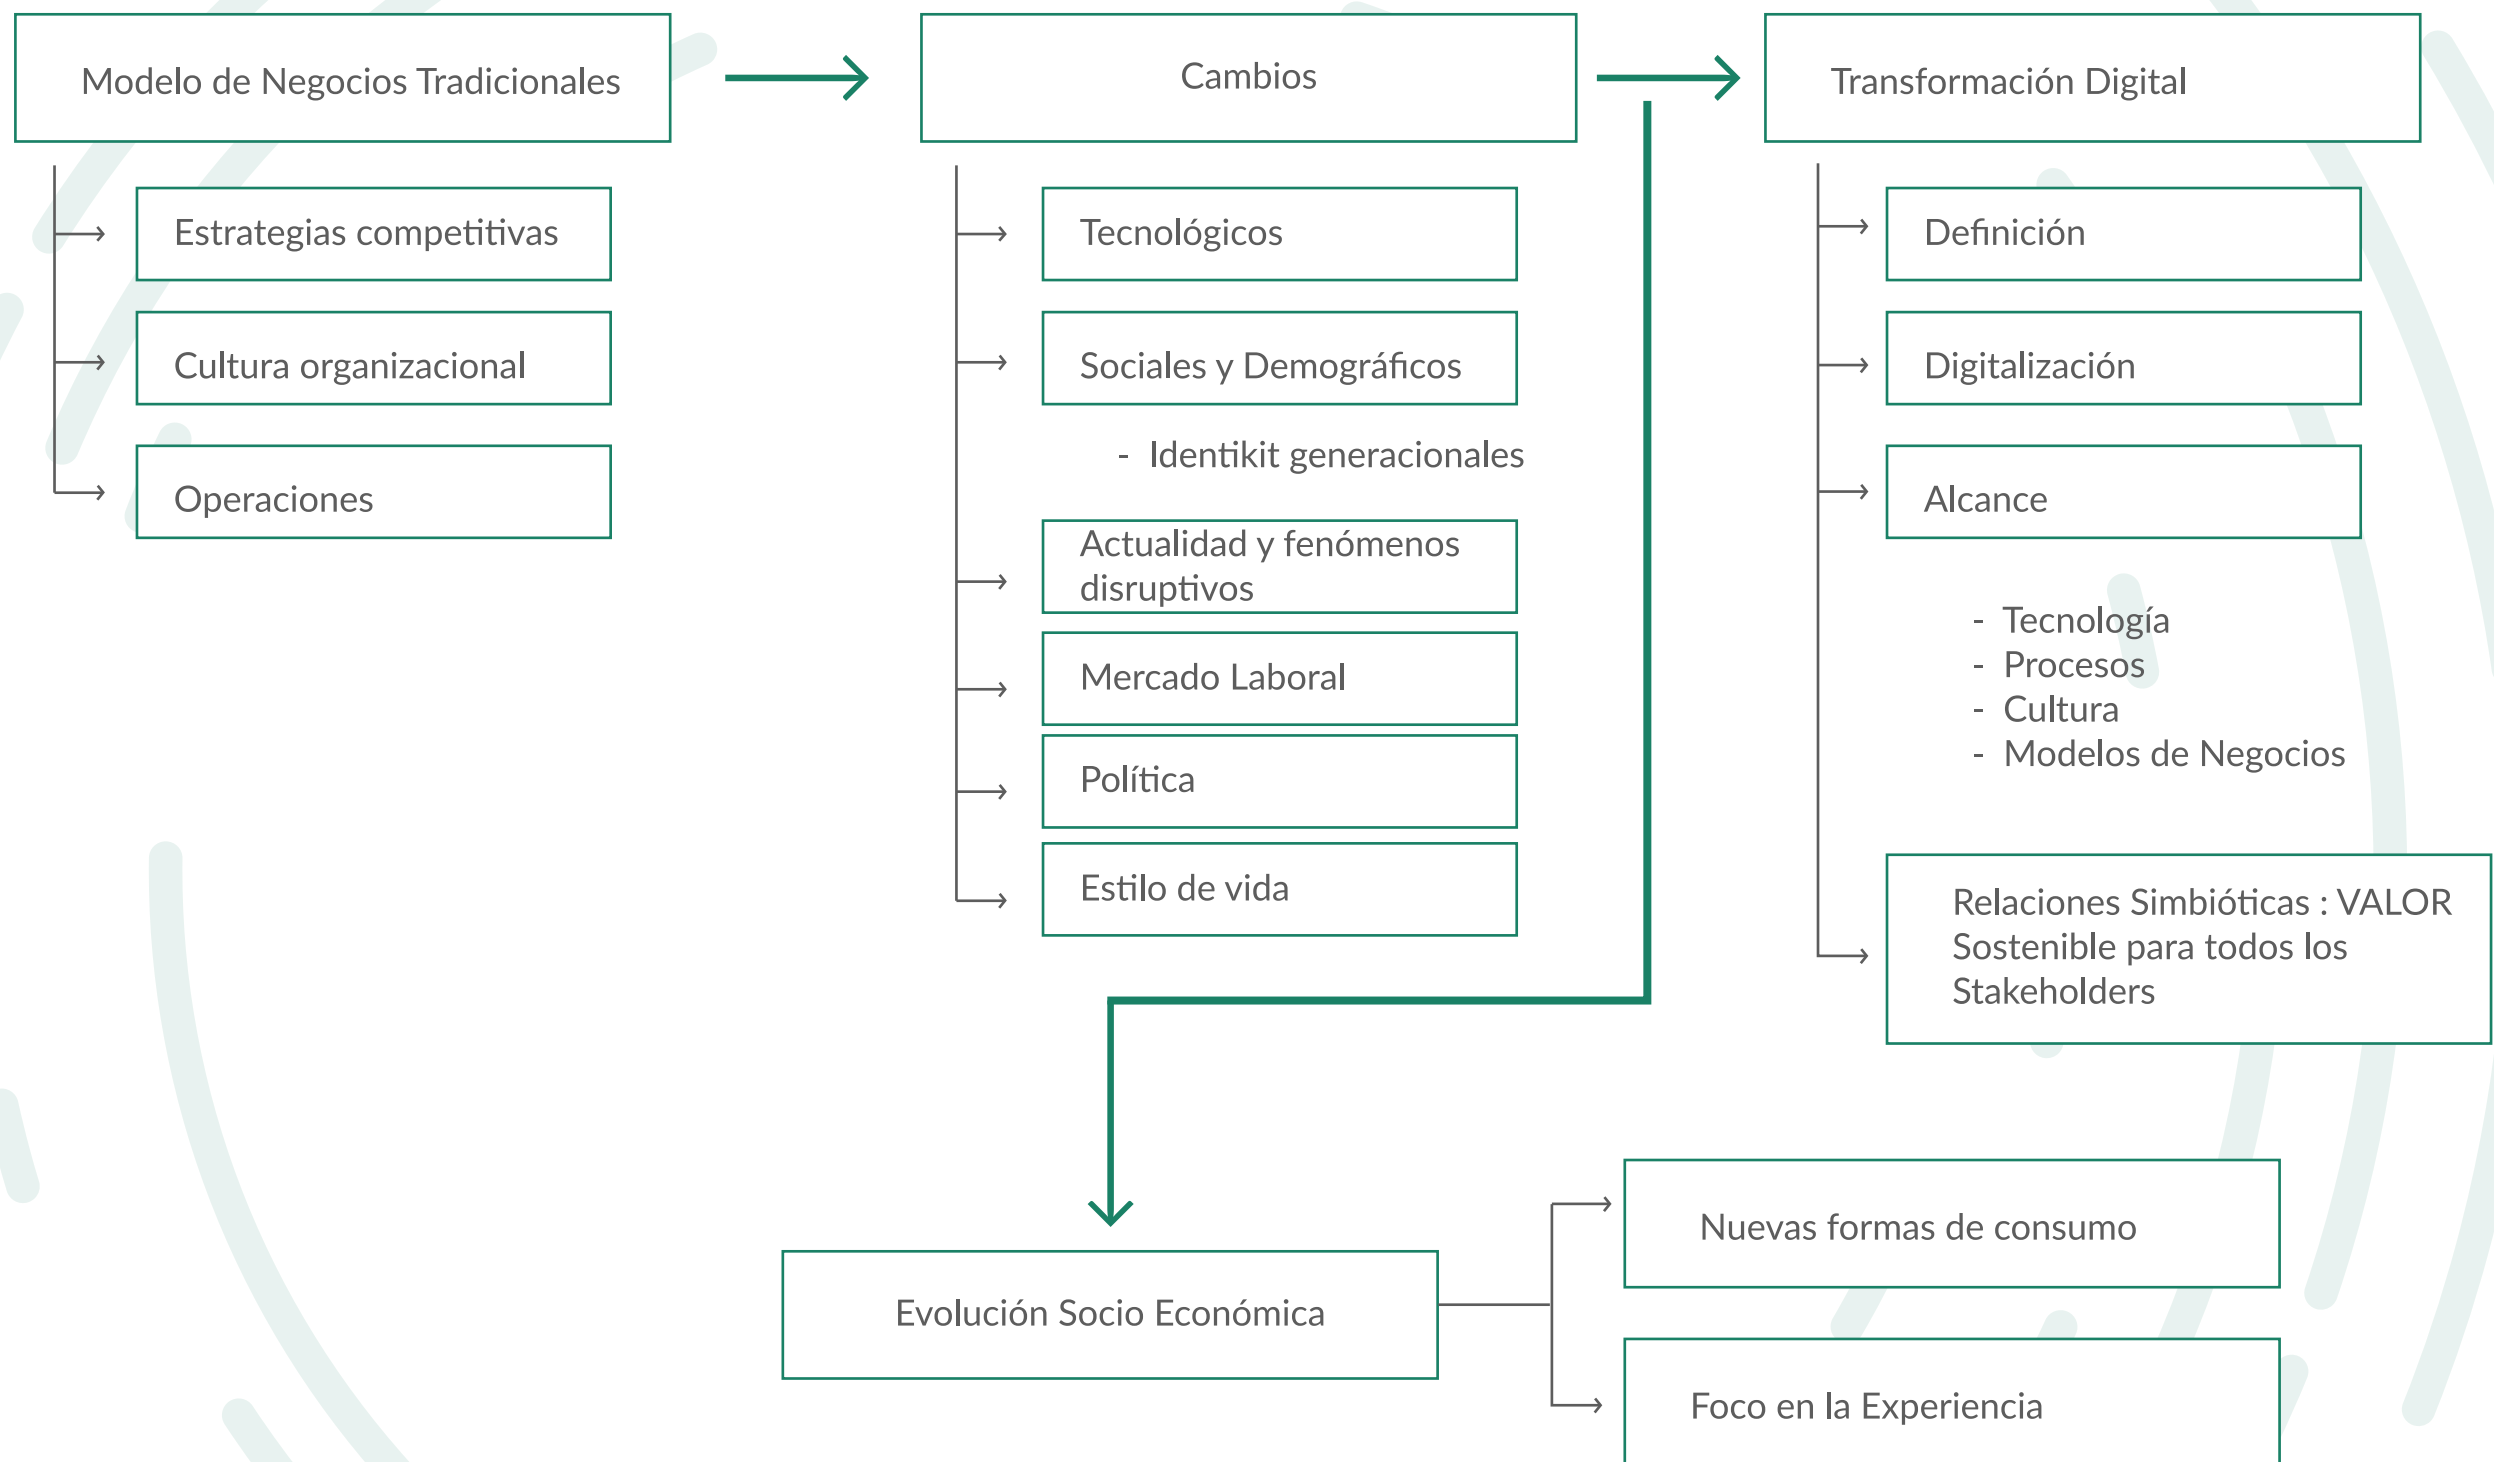 Modelo de Negocios Tradicionales
Estrategias competitivas
Cultura organizacional
Operaciones
Cambios
Tecnológicos
Sociales y Demográficos
- Identikit generacionales
Actualidad y fenómenos
disruptivos
Mercado Laboral
Política
Estilo de vida
Transformación Digital
Definición
Digitalización
Alcance
- Tecnología
- Procesos
- Cultura
- Modelos de Negocios
Relaciones Simbióticas : VALOR
Sostenible para todos los
Stakeholders
Evolución Socio Económica
Nuevas formas de consumo
Foco en la Experiencia